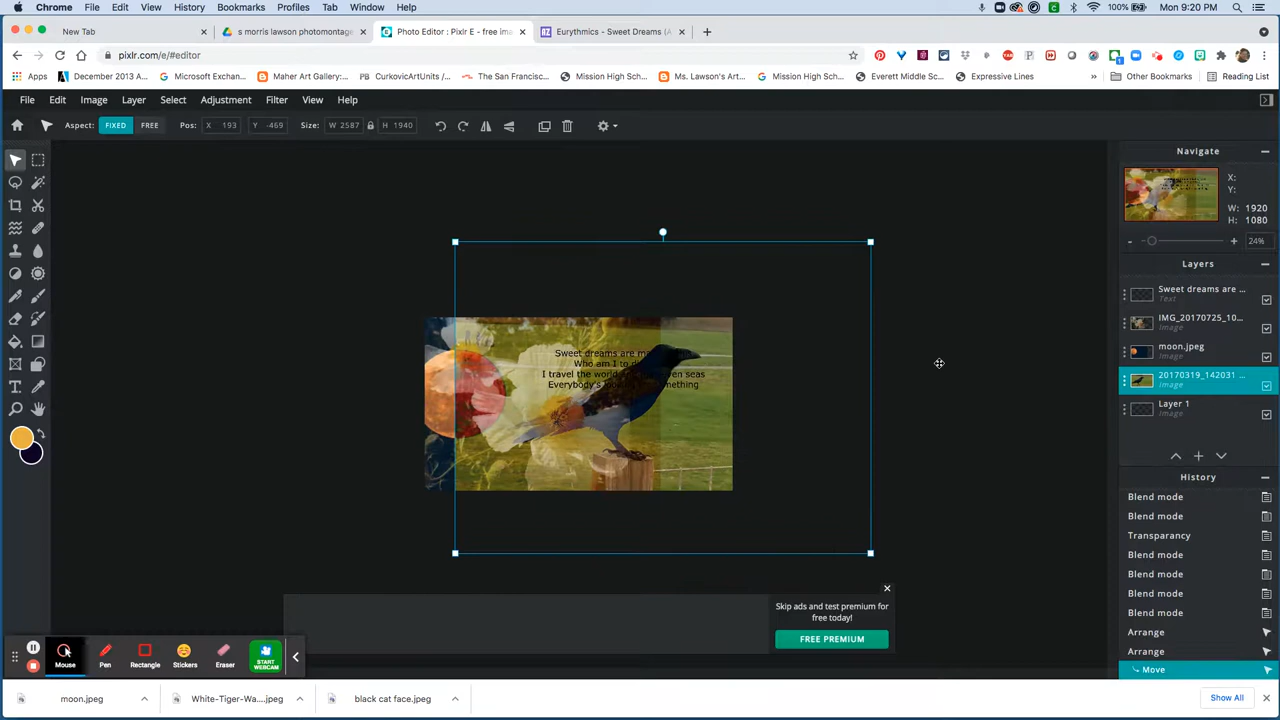 Chrome File Edit View History Bookmarks Profiles Tab Window Help 100% Mon 9:20 PM
New Tab s morris lawson photomontage Photo Editor : Pixlr E - free ima Eurythmics - Sweet Dreams (A
pixlr.com/e/#editor
Apps December 2013 A... Microsoft Exchan... Maher Art Gallery:... CurkovicArtUnits /... The San Francisc... Mission High Sch... Ms. Lawson's Art... Mission High Sch... Everett Middle Sc... Expressive Lines » Other Bookmarks Reading List
File Edit Image Layer Select Adjustment Filter View Help
Aspect: FIXED FREE Pos: X 193 Y -469 Size: W 2587 H 1940
Navigate
X:
Y:
W: 1920
H: 1080
- + 24%
Layers
Sweet dreams are ...
Text
IMG_20170725_10...
Image
moon.jpeg
Image
20170319_142031 ...
Image
Layer 1
Image
History
Blend mode
Blend mode
Transparancy
Blend mode
Blend mode
Blend mode
Blend mode
Arrange
Arrange
Move
Sweet dreams are
Who am I to
I travel the world seven seas
Everybody's something
Skip ads and test premium for
free today!
FREE PREMIUM
Mouse Pen Rectangle Stickers Eraser START
WEBCAM
moon.jpeg White-Tiger-Wa....jpeg black cat face.jpeg Show All